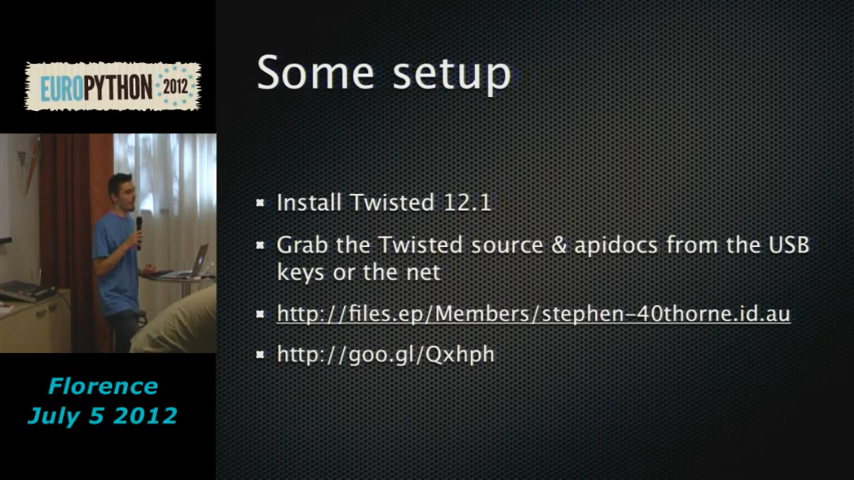 EUROPYTHON 2012
Some setup
Install Twisted 12.1
Grab the Twisted source & apidocs from the USB
keys or the net
http://files.ep/Members/stephen-40thorne.id.au
http://goo.gl/Qxhph
Florence
July 5 2012